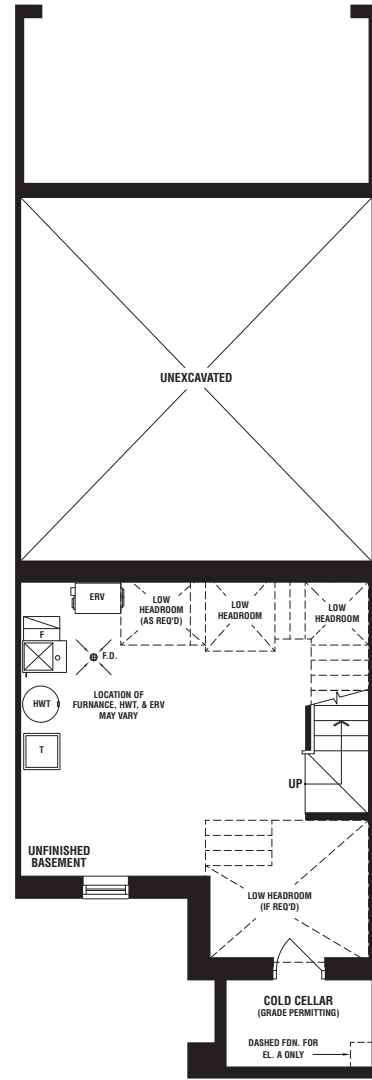 UNEXCAVATED
ERV
LOW
HEADROOM
(AS REQ'D)
LOW
HEADROOM
LOW
HEADROOM
F
F.D.
HWT
LOCATION OF
FURNANCE, HWT, & ERV
MAY VARY
T
UP
UNFINISHED
BASEMENT
LOW HEADROOM
(IF REQ'D)
COLD CELLAR
(GRADE PERMITTING)
DASHED FDN. FOR
EL. A ONLY